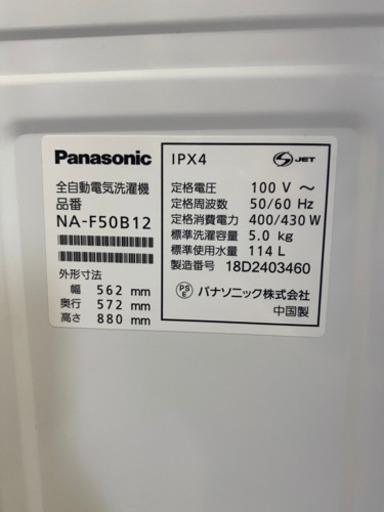 Panasonic
全自動電気洗濯機
品番
NA-F50B12
外形寸法
幅 562 mm
奥行 572 mm
高さ 880 mm
IPX4
S JET
定格電圧 100 V ～
定格周波数 50/60 Hz
定格消費電力 400/430 W
標準洗濯容量 5.0 kg
標準使用水量 114 L
製造番号 18D2403460
PS E パナソニック株式会社
中国製